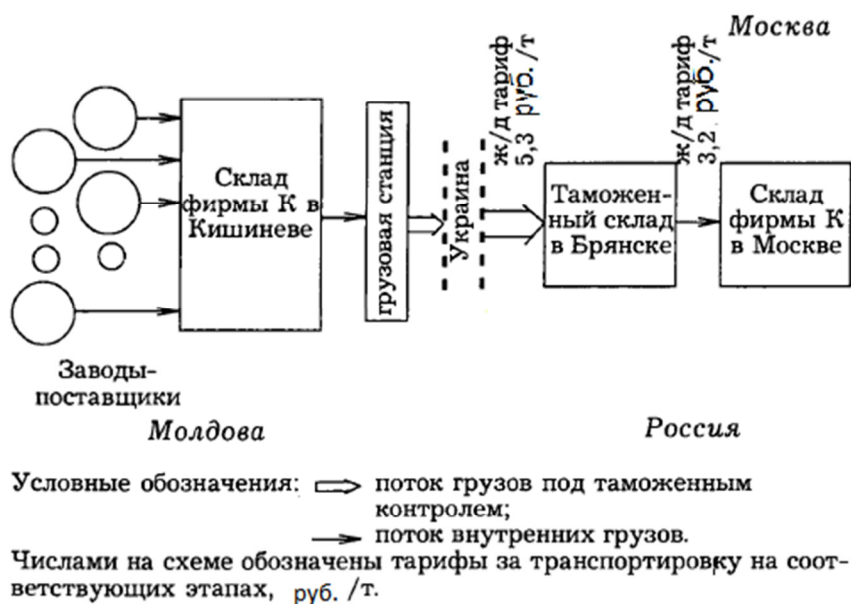 Москва
ж/д тариф
5,3 руб./т
ж/д тариф
3,2 руб./т
Склад
фирмы К в
Кишиневе
грузовая станция
Украина
Таможен-
ный склад
в Брянске
Склад
фирмы К
в Москве
Заводы-
поставщики
Молдова
Россия
Условные обозначения: поток грузов под таможенным
контролем;
поток внутренних грузов.
Числами на схеме обозначены тарифы за транспортировку на соот-
ветствующих этапах, руб./т.